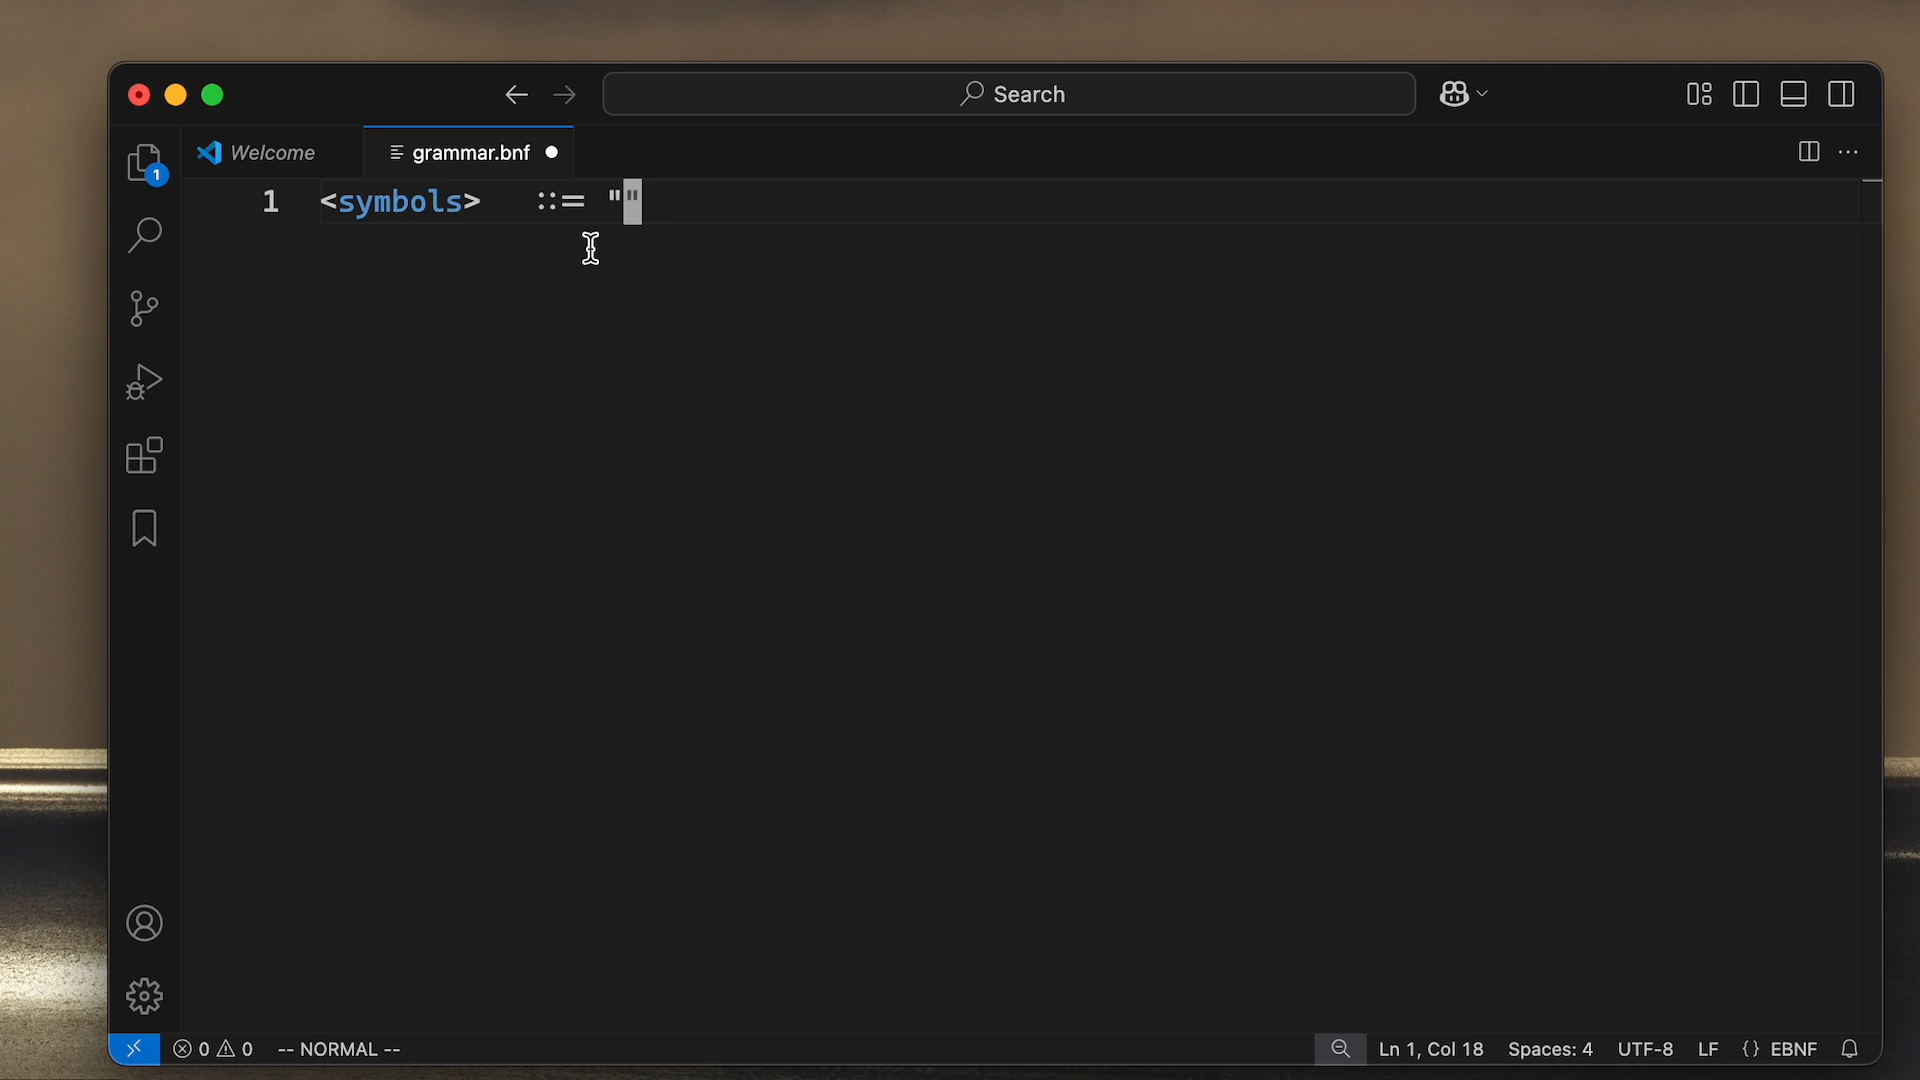 Search
Welcome
grammar.bnf
1
1 <symbols> ::= ""
0 0 -- NORMAL --
Ln 1, Col 18 Spaces: 4 UTF-8 LF {} EBNF